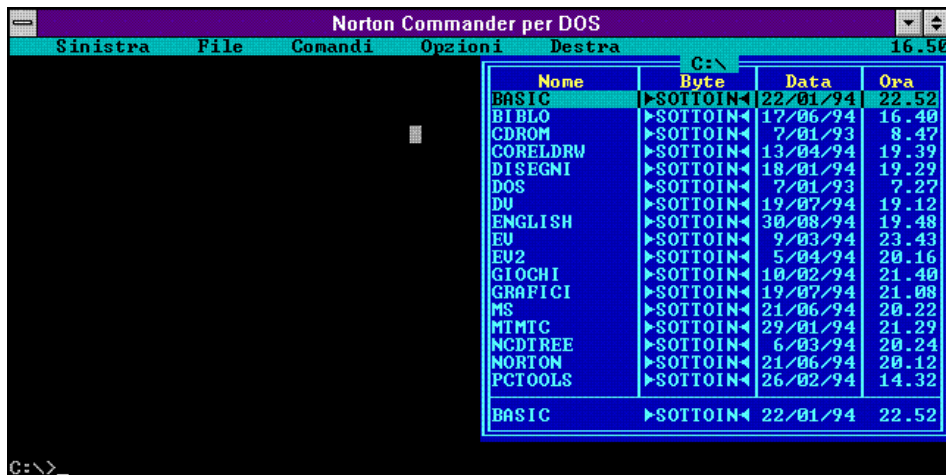 Norton Commander per DOS
Sinistra File Comandi Opzioni Destra 16.50
C:\
Nome Byte Data Ora
BASIC ►SOTTOIN◄ 22/01/94 22.52
BIBLO ►SOTTOIN◄ 17/06/94 16.40
CDROM ►SOTTOIN◄ 7/01/93 8.47
CORELDRW ►SOTTOIN◄ 13/04/94 19.39
DISEGNI ►SOTTOIN◄ 18/01/94 19.29
DOS ►SOTTOIN◄ 7/01/93 7.27
DV ►SOTTOIN◄ 19/07/94 19.12
ENGLISH ►SOTTOIN◄ 30/08/94 19.48
EV ►SOTTOIN◄ 9/03/94 23.43
EV2 ►SOTTOIN◄ 5/04/94 20.16
GIOCHI ►SOTTOIN◄ 10/02/94 21.40
GRAFICI ►SOTTOIN◄ 19/07/94 21.08
MS ►SOTTOIN◄ 21/06/94 20.22
MTMTC ►SOTTOIN◄ 29/01/94 21.29
NCDTREE ►SOTTOIN◄ 6/03/94 20.24
NORTON ►SOTTOIN◄ 21/06/94 20.12
PCTOOLS ►SOTTOIN◄ 26/02/94 14.32
BASIC ►SOTTOIN◄ 22/01/94 22.52
C:\>_